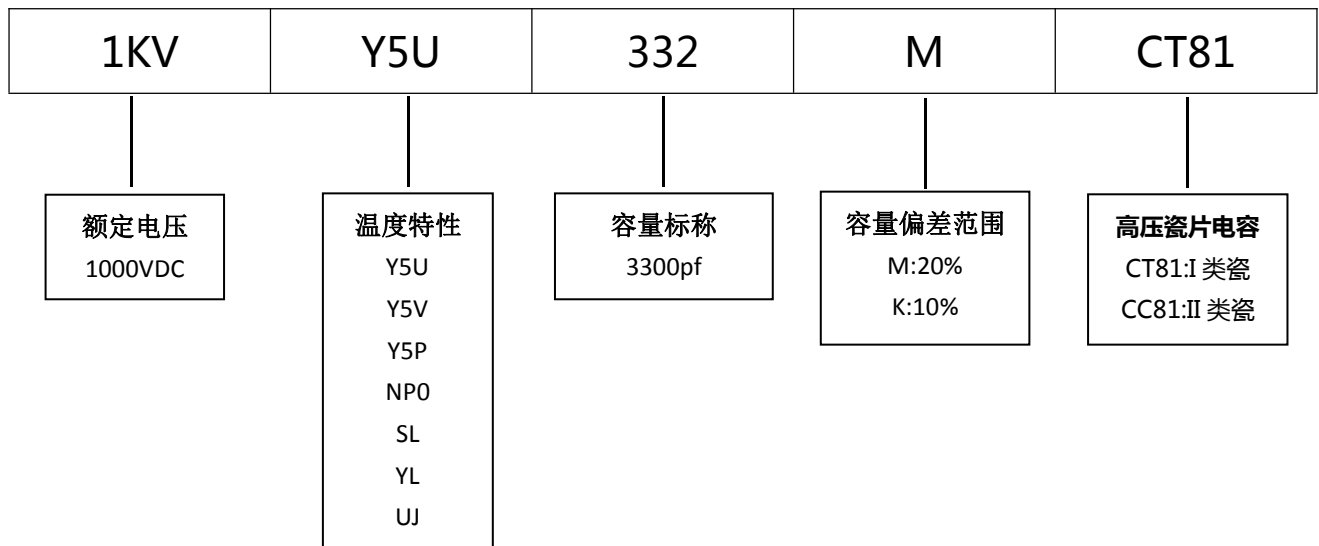 1KV Y5U 332 M CT81
额定电压
1000VDC
温度特性
Y5U
Y5V
Y5P
NP0
SL
YL
UJ
容量标称
3300pf
容量偏差范围
M:20%
K:10%
高压瓷片电容
CT81:I 类瓷
CC81:II 类瓷